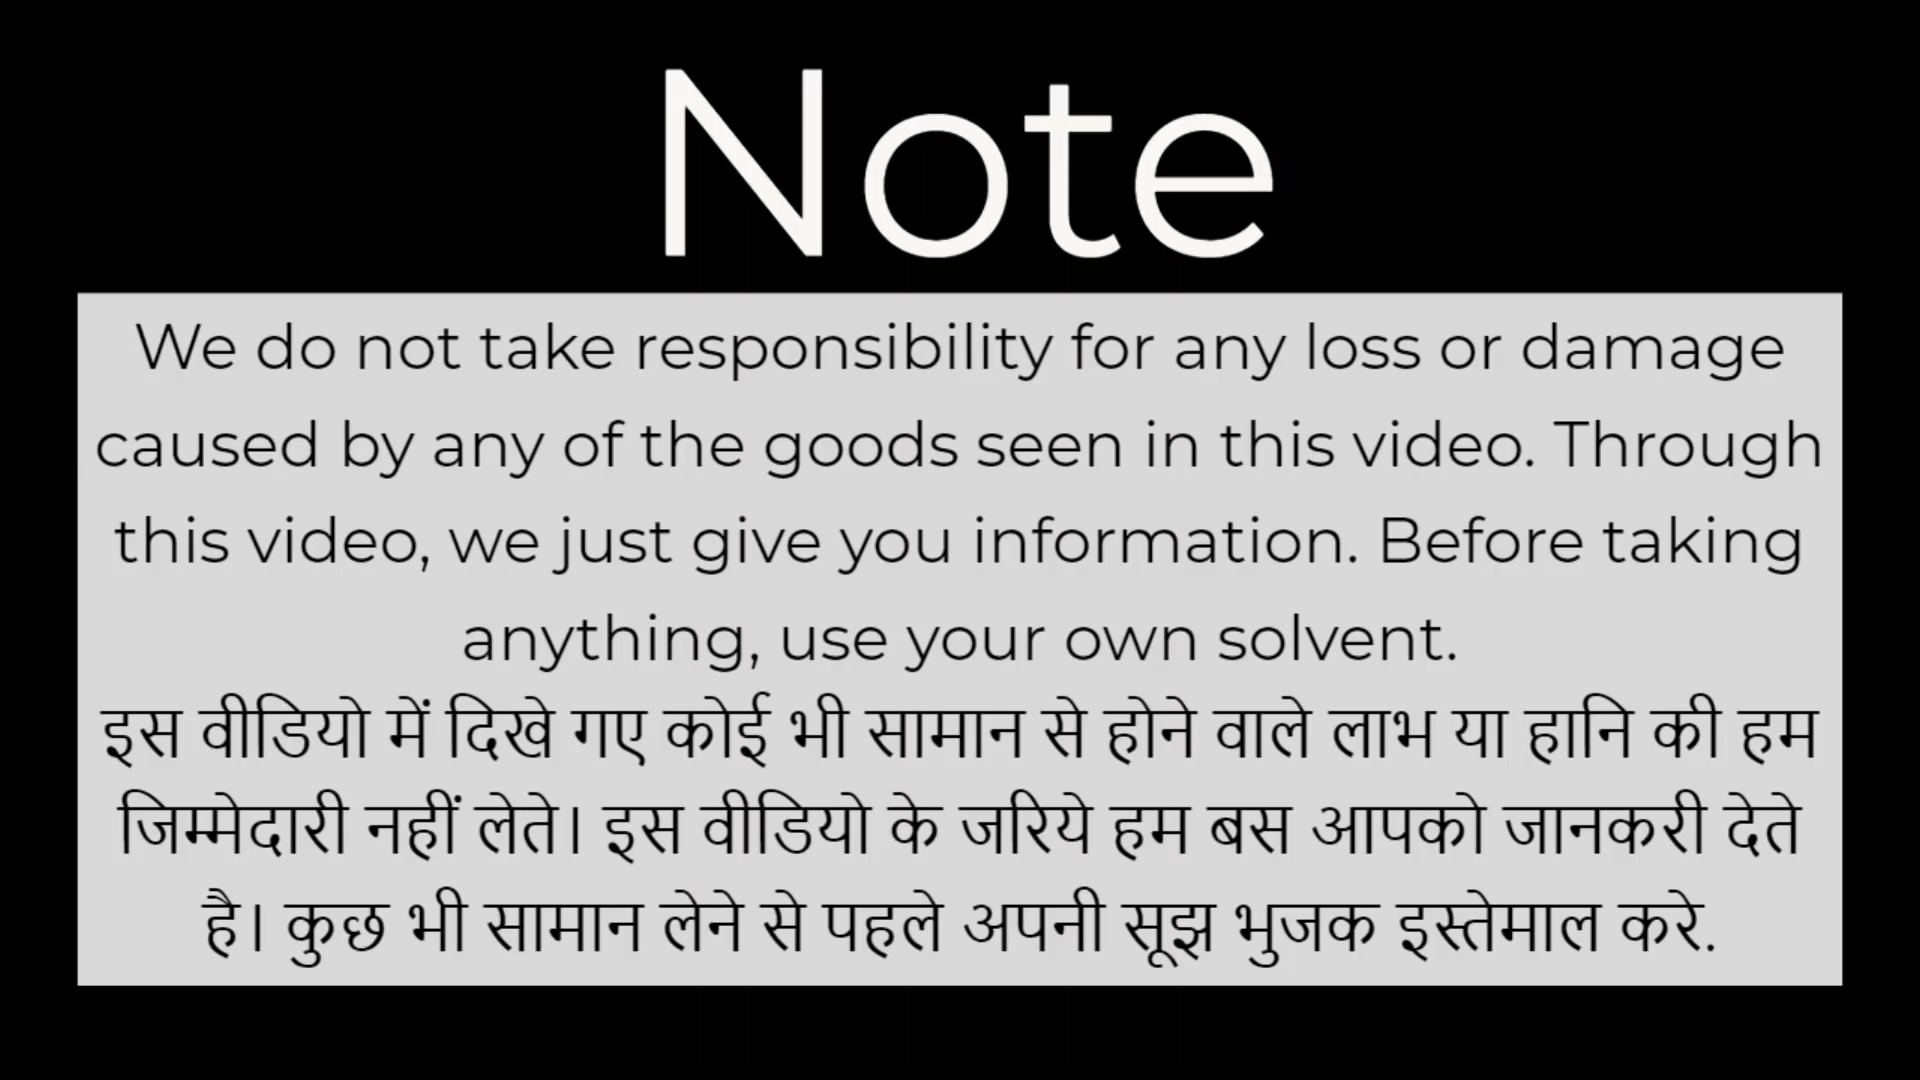 Note
We do not take responsibility for any loss or damage
caused by any of the goods seen in this video. Through
this video, we just give you information. Before taking
anything, use your own solvent.
इस वीडियो में दिखे गए कोई भी सामान से होने वाले लाभ या हानि की हम
जिम्मेदारी नहीं लेते। इस वीडियो के जरिये हम बस आपको जानकरी देते
है। कुछ भी सामान लेने से पहले अपनी सूझ भुजक इस्तेमाल करे.